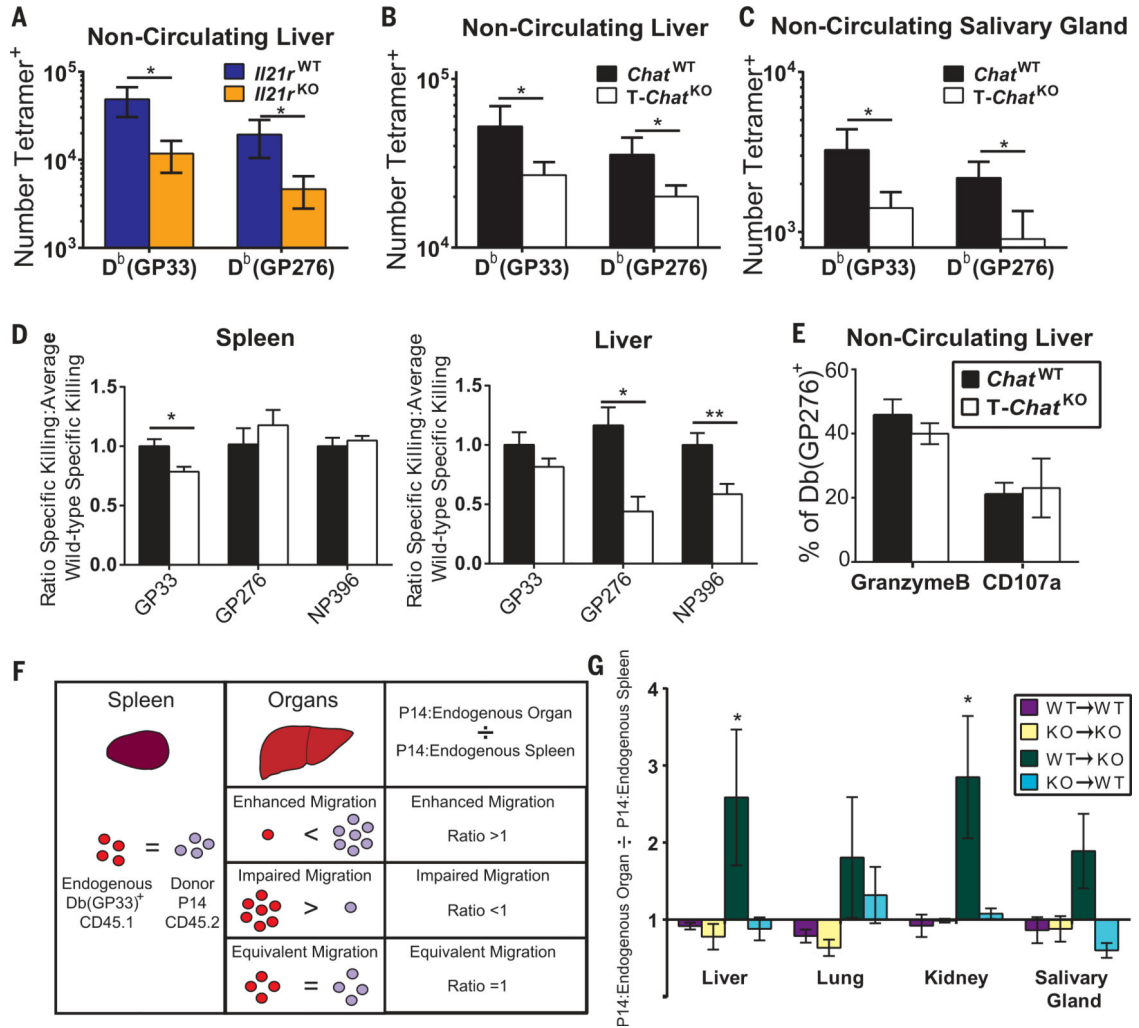 A
Non-Circulating Liver
Number Tetramer+
10^5
10^4
10^3
*
*
Il21r^WT
Il21r^KO
D^b(GP33)
D^b(GP276)
B
Non-Circulating Liver
Number Tetramer+
10^5
10^4
*
*
Chat^WT
T-Chat^KO
D^b(GP33)
D^b(GP276)
C
Non-Circulating Salivary Gland
Number Tetramer+
10^4
10^3
*
*
Chat^WT
T-Chat^KO
D^b(GP33)
D^b(GP276)
D
Spleen
Ratio Specific Killing:Average
Wild-type Specific Killing
1.5
1.0
0.5
0.0
*
GP33
GP276
NP396
Liver
Ratio Specific Killing:Average
Wild-type Specific Killing
1.5
1.0
0.5
0.0
*
**
GP33
GP276
NP396
E
Non-Circulating Liver
% of Db(GP276)+
60
40
20
0
Chat^WT
T-Chat^KO
GranzymeB
CD107a
F
Spleen
Organs
P14:Endogenous Organ
÷
P14:Endogenous Spleen
=
Endogenous
Db(GP33)+
CD45.1
Donor
P14
CD45.2
Enhanced Migration
<
Enhanced Migration
Ratio >1
Impaired Migration
>
Impaired Migration
Ratio <1
Equivalent Migration
=
Equivalent Migration
Ratio =1
G
P14:Endogenous Organ ÷ P14:Endogenous Spleen
4
3
2
1
*
*
WT→WT
KO→KO
WT→KO
KO→WT
Liver
Lung
Kidney
Salivary
Gland